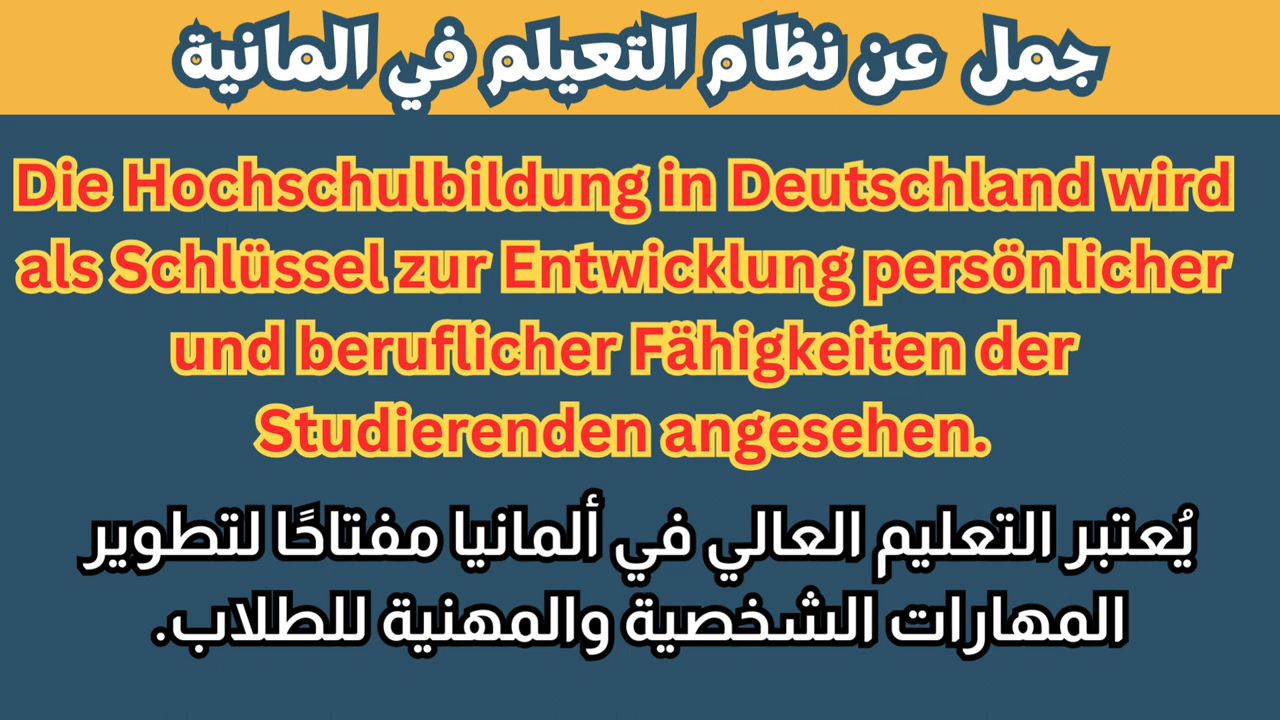 جمل عن نظام التعيلم في المانية
Die Hochschulbildung in Deutschland wird
als Schlüssel zur Entwicklung persönlicher
und beruflicher Fähigkeiten der
Studierenden angesehen.
يُعتبر التعليم العالي في ألمانيا مفتاحًا لتطوير
المهارات الشخصية والمهنية للطلاب.